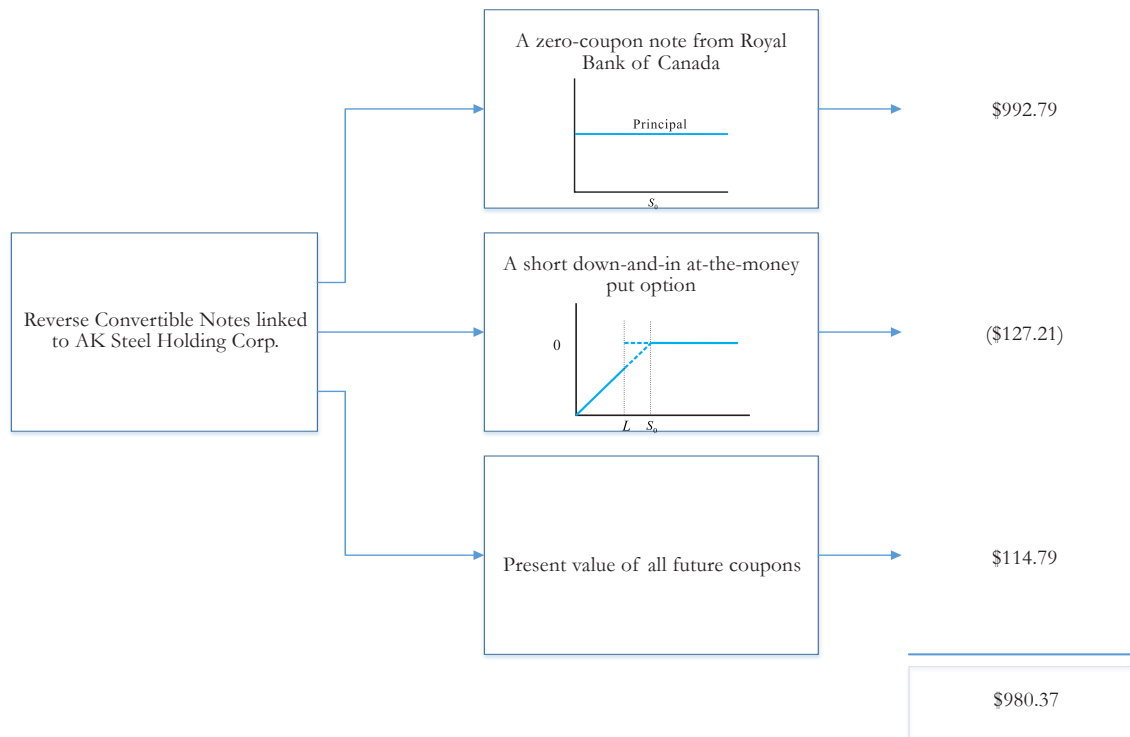 A zero-coupon note from Royal
Bank of Canada
Principal
S₀
$992.79
Reverse Convertible Notes linked
to AK Steel Holding Corp.
A short down-and-in at-the-money
put option
0
L S₀
($127.21)
Present value of all future coupons
$114.79
$980.37